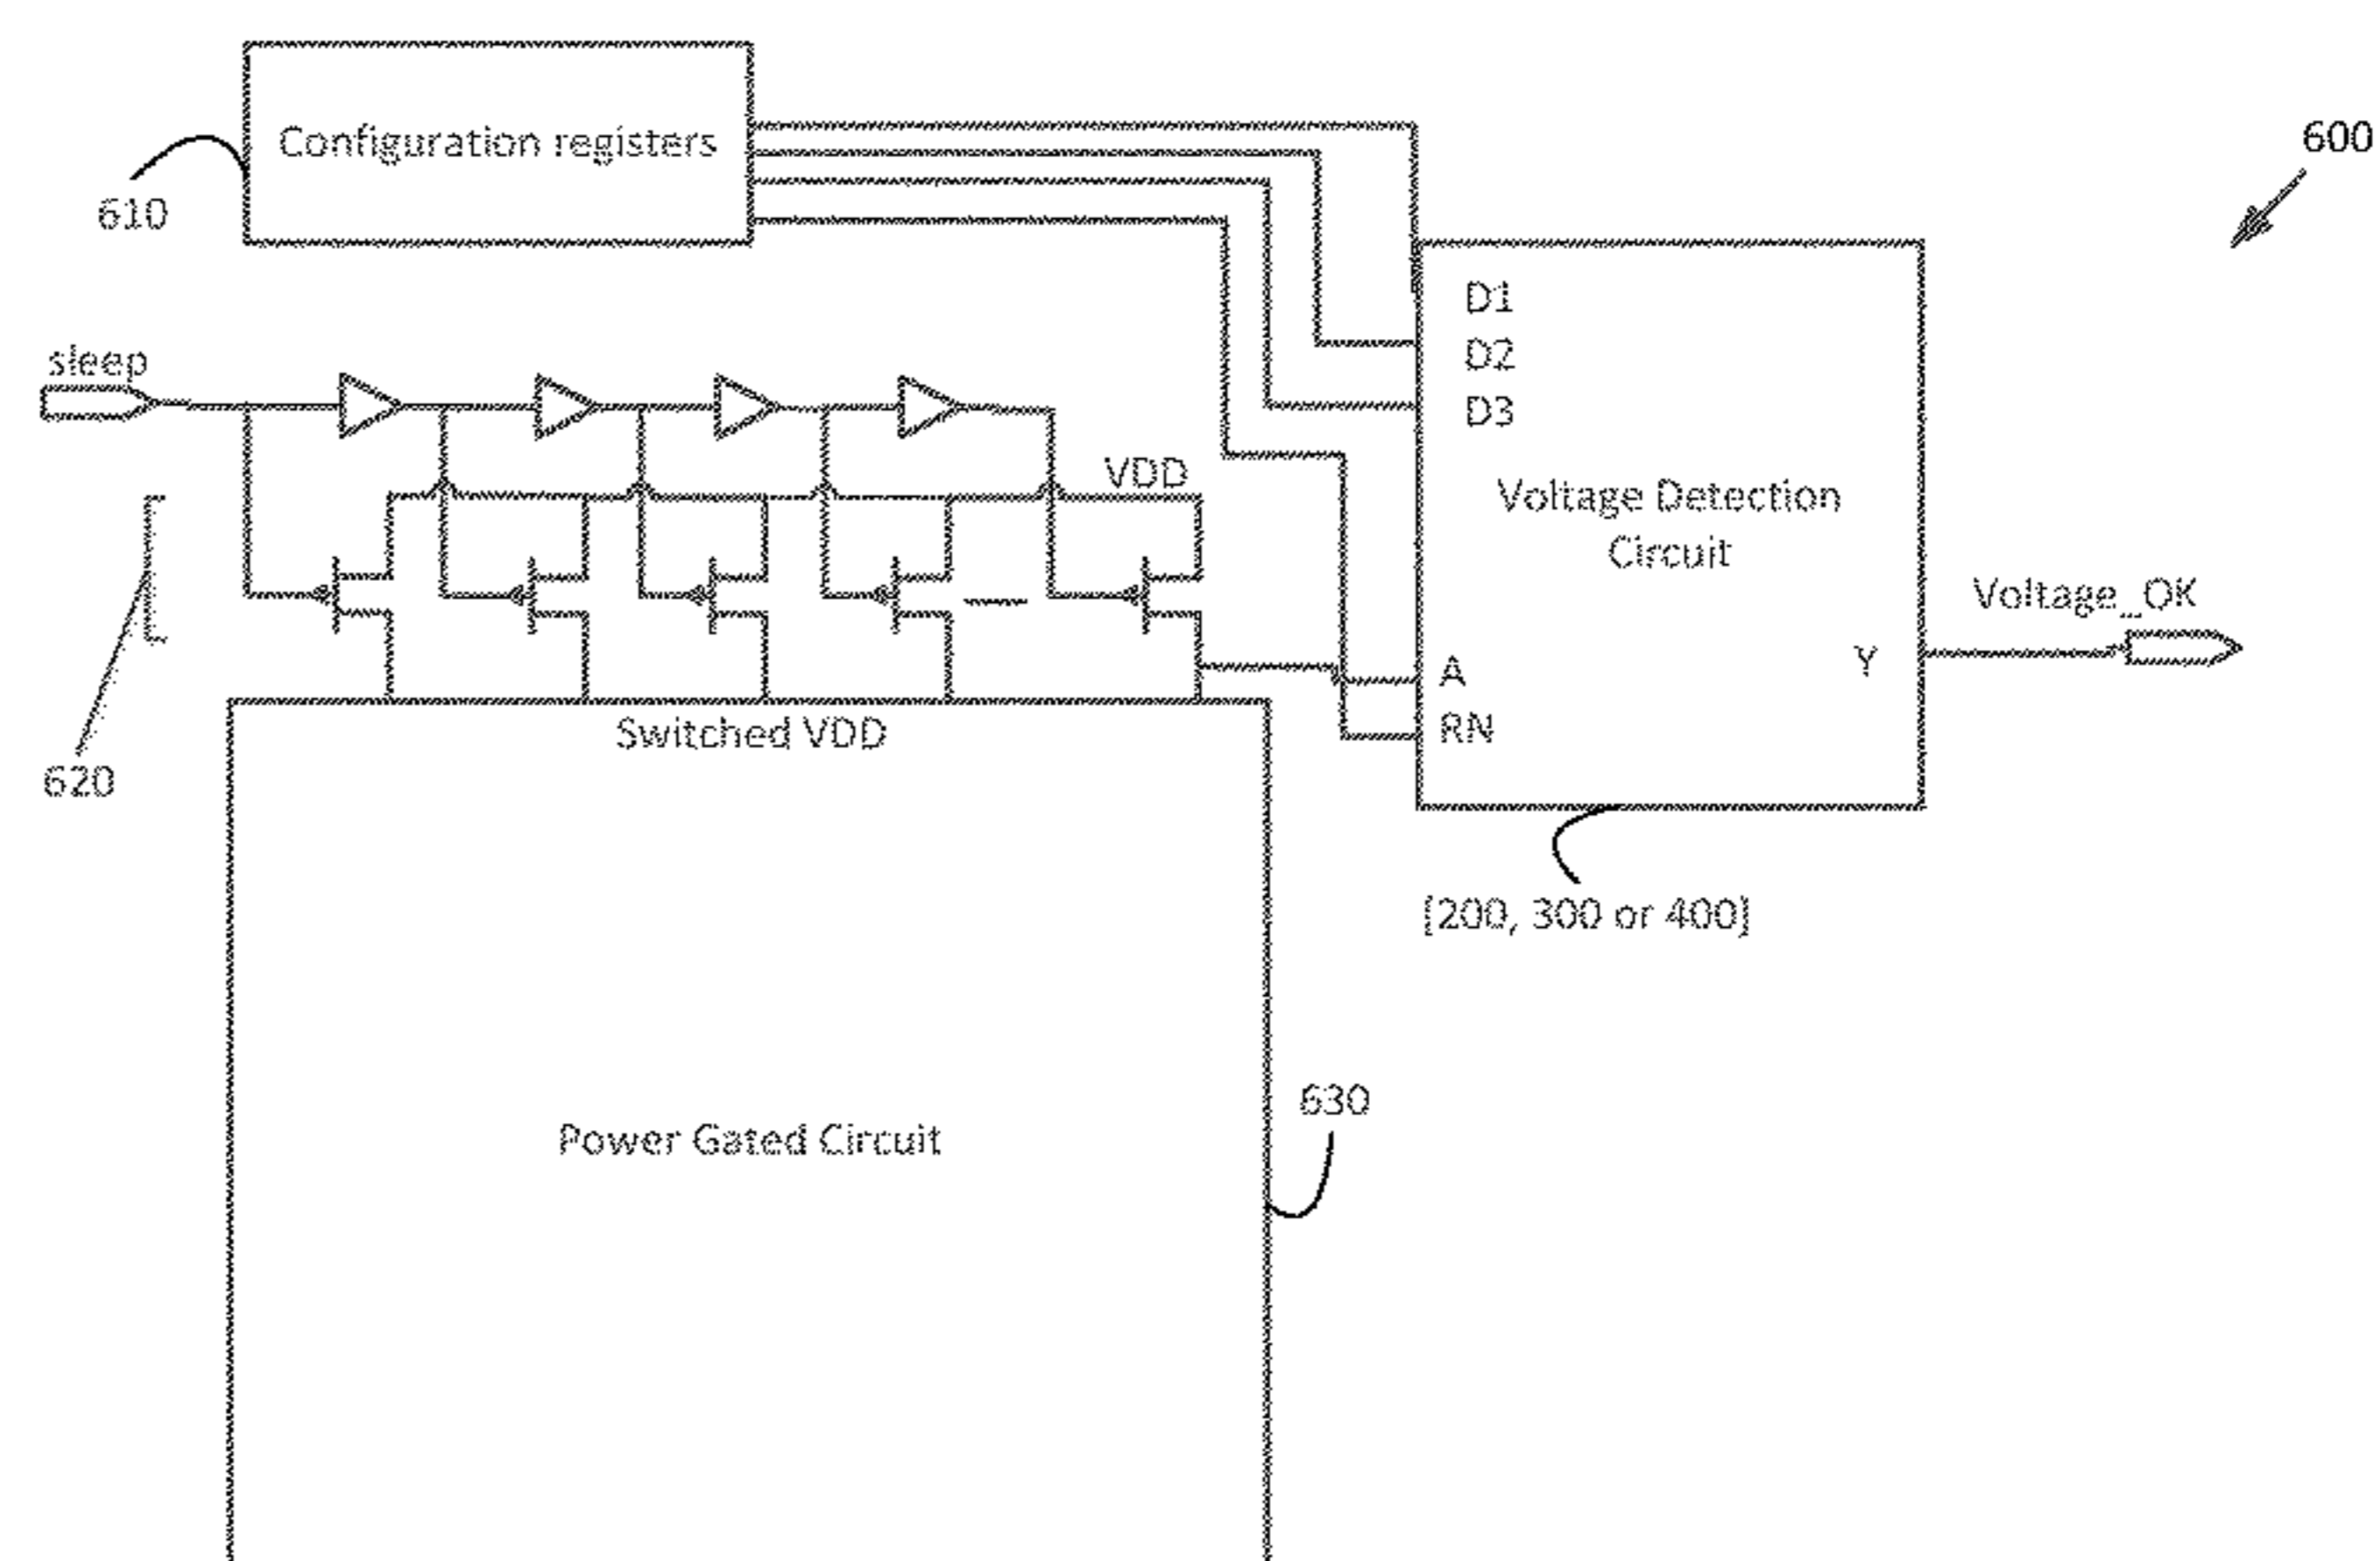 Configuration registers
600
610
D1
sleep
D2
D3
VDD
Voltage Detection
Circuit
Voltage_OK
A
Y
Switched VDD
RN
620
[200, 300 or 400]
630
Power Gated Circuit